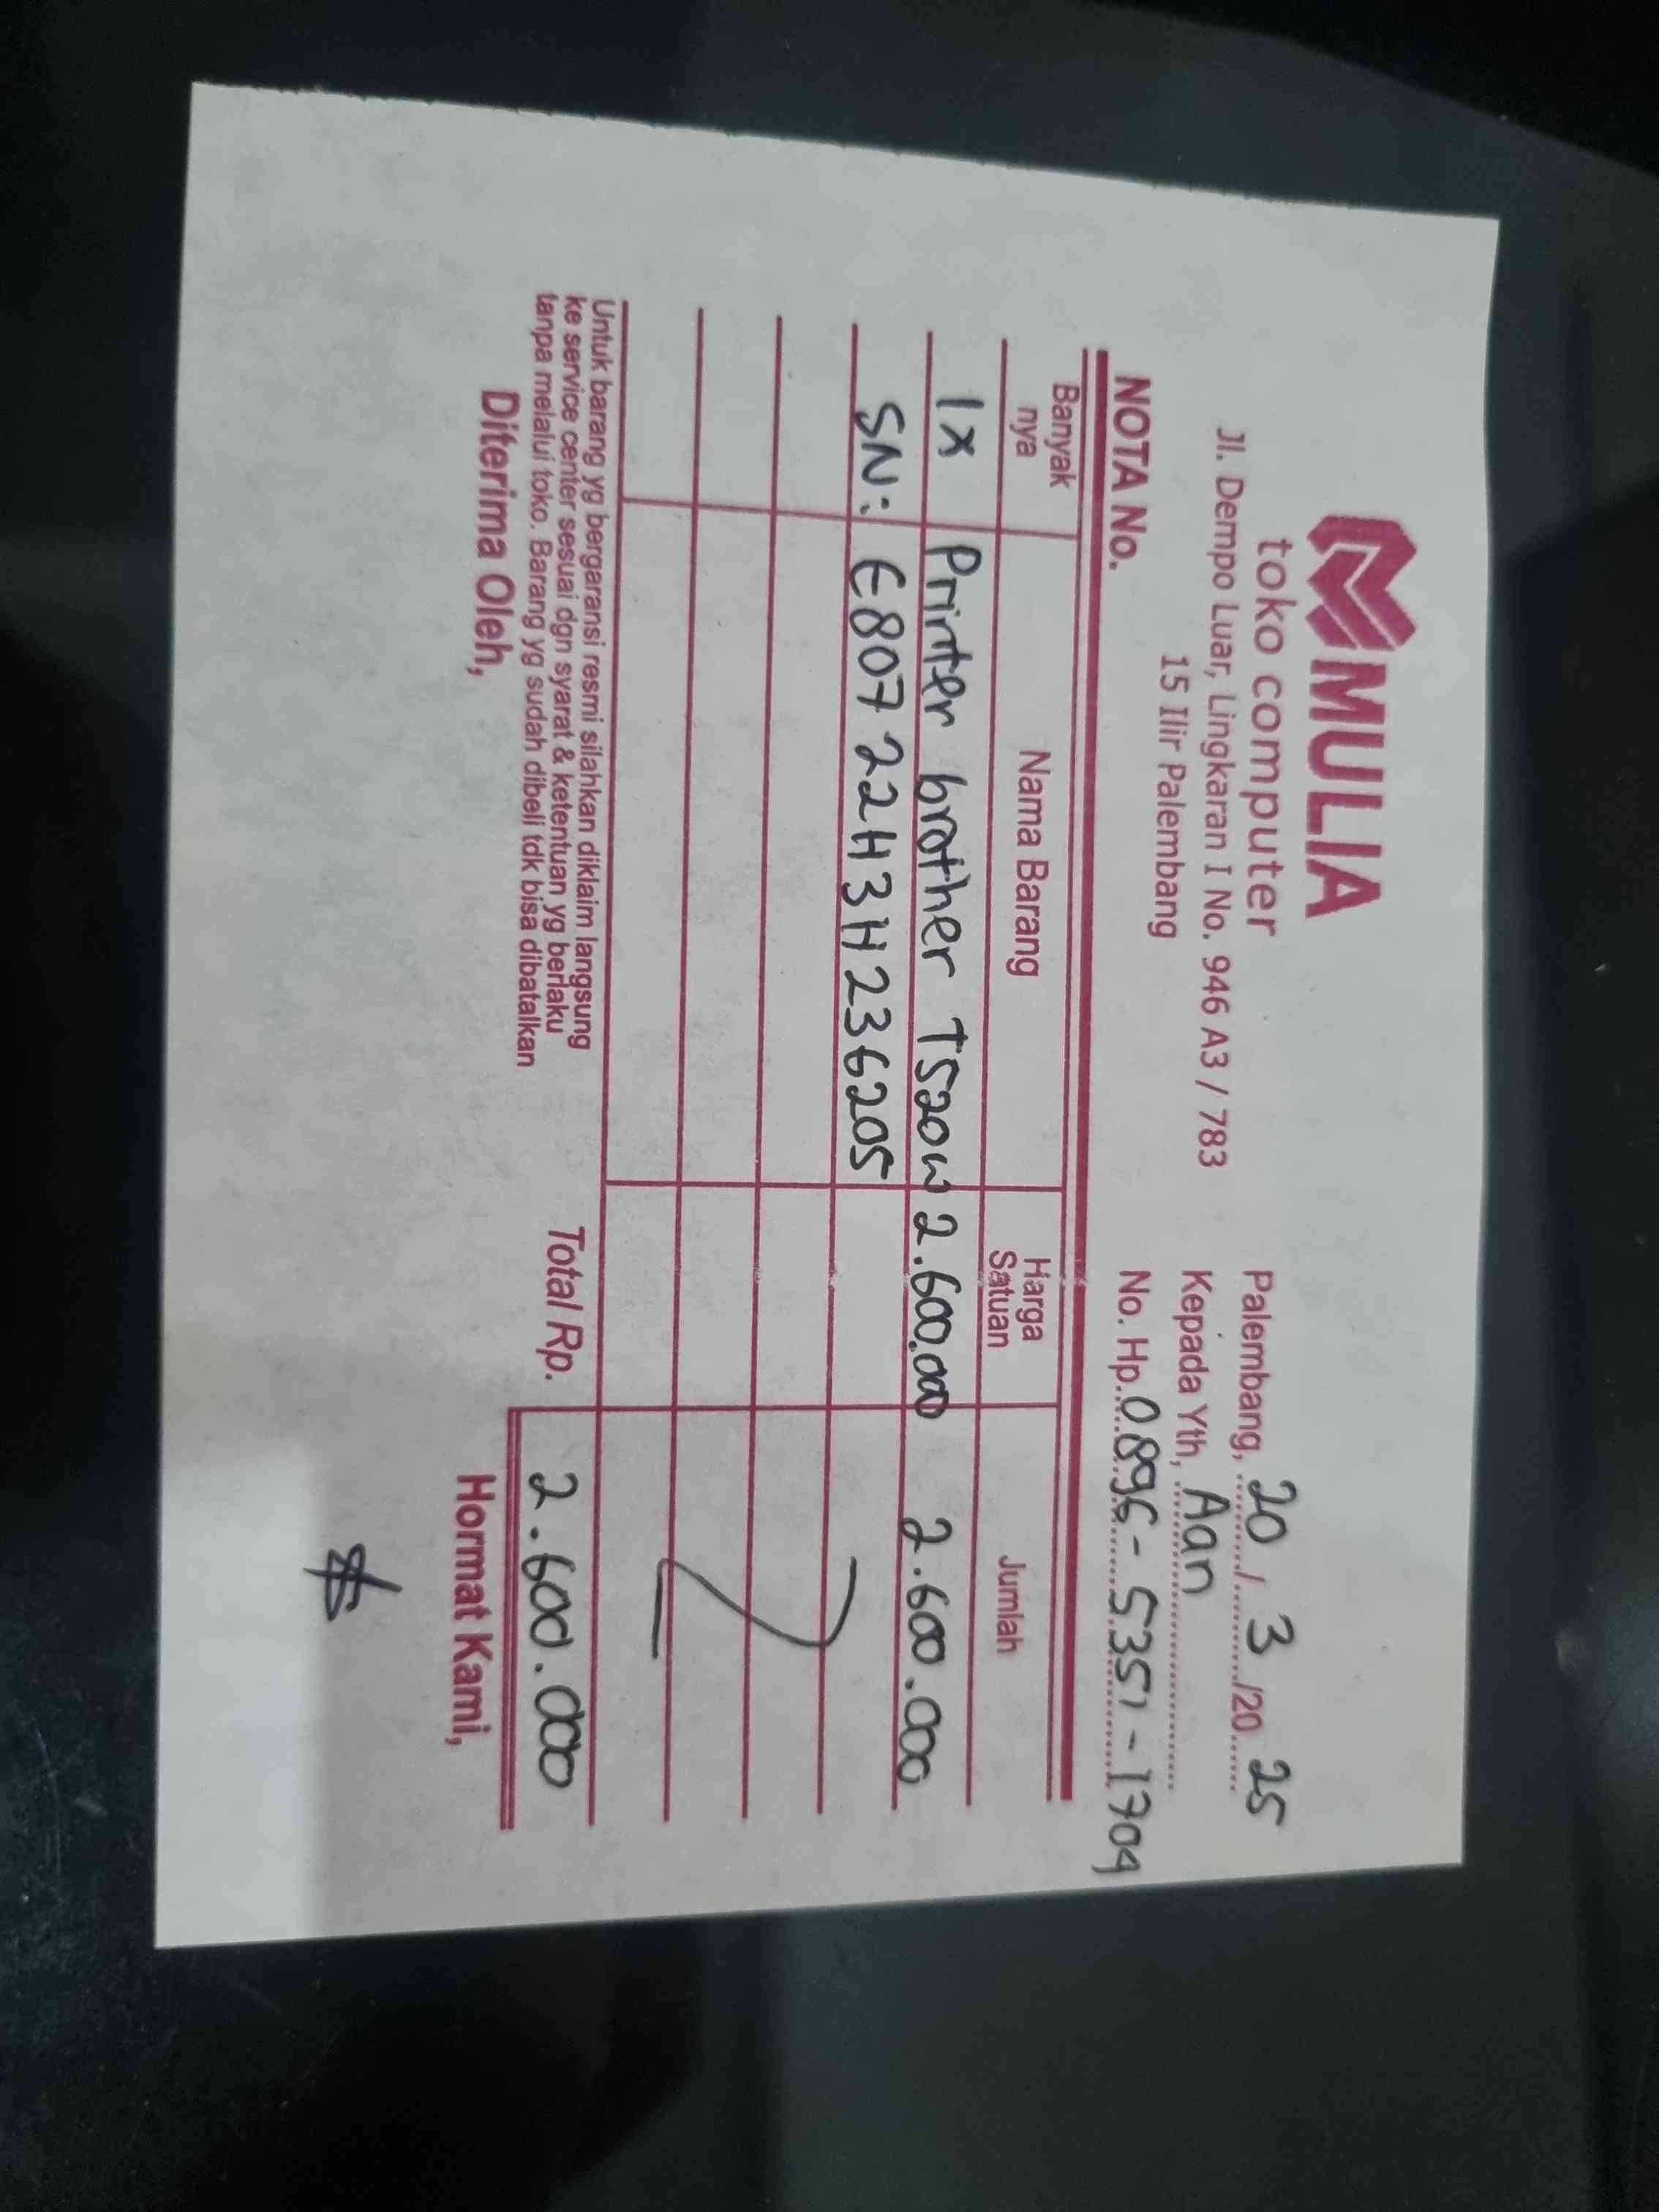 MULIA
toko computer
Jl. Dempo Luar, Lingkaran I No. 946 A3 / 783
15 Ilir Palembang
Palembang, 20 / 3 /20 25
Kepada Yth, Aan
No. Hp. 0896-5351-1704
NOTA No.
Banyak nya Nama Barang Harga Satuan Jumlah
1x Printer brother T520W 2.600.000 2.600.000
SN: E80722H3H236205
Untuk barang yg bergaransi resmi silahkan diklaim langsung
ke service center sesuai dgn syarat & ketentuan yg berlaku
tanpa melalui toko. Barang yg sudah dibeli tdk bisa dibatalkan
Total Rp. 2.600.000
Diterima Oleh, Hormat Kami,